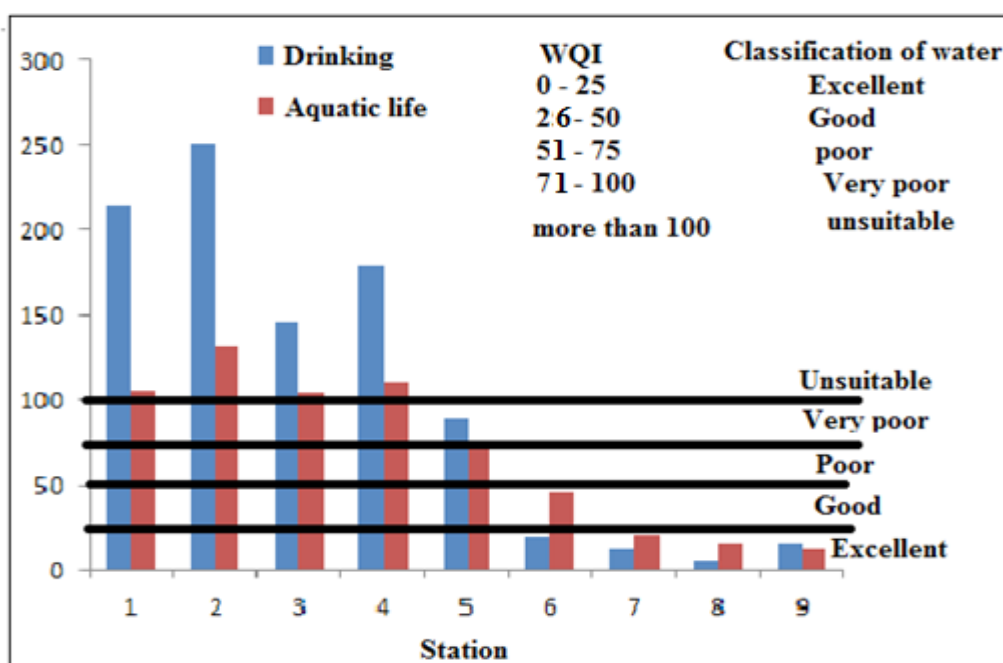 Drinking
Aquatic life
WQI Classification of water
0 - 25 Excellent
26 - 50 Good
51 - 75 poor
71 - 100 Very poor
more than 100 unsuitable
300
250
200
150
100
50
0
Unsuitable
Very poor
Poor
Good
Excellent
1 2 3 4 5 6 7 8 9
Station